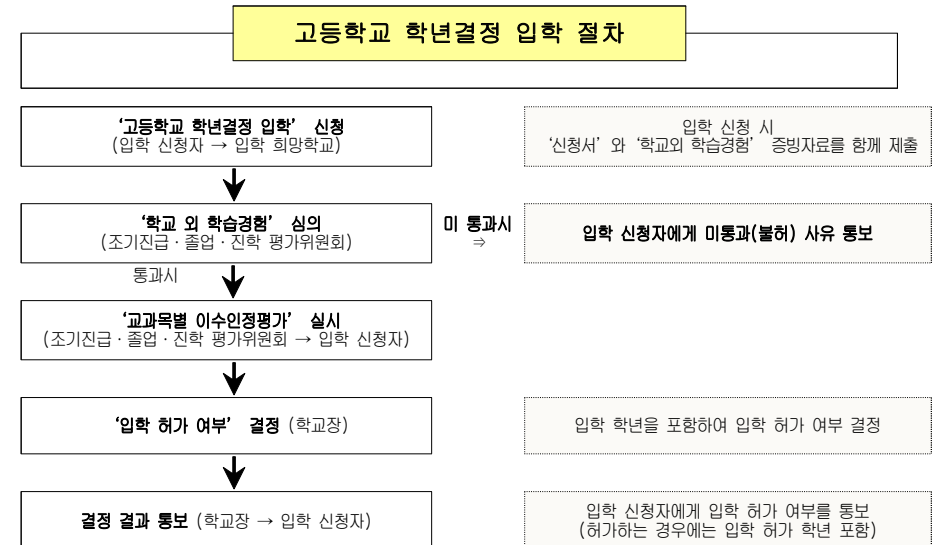 고등학교 학년결정 입학 절차
‘고등학교 학년결정 입학’ 신청
(입학 신청자 → 입학 희망학교)
입학 신청 시
‘신청서’와 ‘학교외 학습경험’ 증빙자료를 함께 제출
‘학교 외 학습경험’ 심의
(조기진급·졸업·진학 평가위원회)
미 통과시
⇒
입학 신청자에게 미통과(불허) 사유 통보
통과시
‘교과목별 이수인정평가’ 실시
(조기진급·졸업·진학 평가위원회 → 입학 신청자)
‘입학 허가 여부’ 결정 (학교장)
입학 학년을 포함하여 입학 허가 여부 결정
결정 결과 통보 (학교장 → 입학 신청자)
입학 신청자에게 입학 허가 여부를 통보
(허가하는 경우에는 입학 허가 학년 포함)